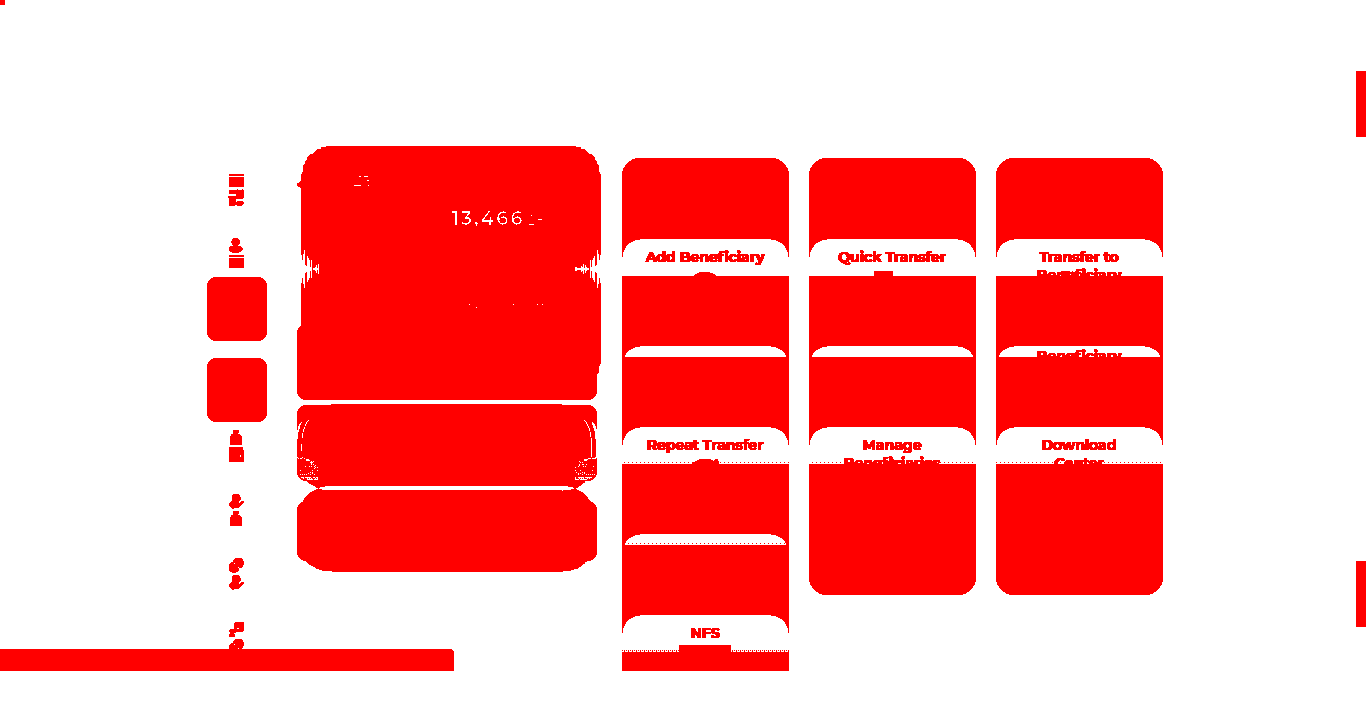 13,466
Add Beneficiary
Quick Transfer
Transfer to
Beneficiary
Beneficiary
Repeat Transfer
Manage
Beneficiaries
Download
Center
NFS